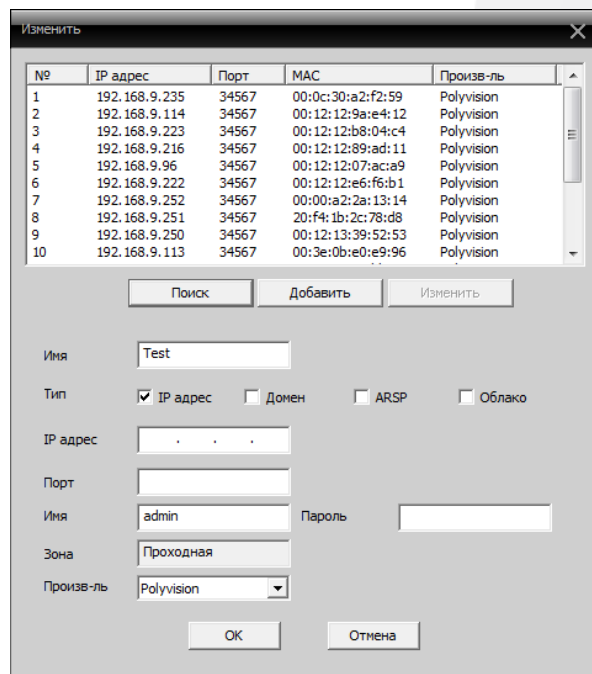 Изменить
№ IP адрес Порт MAC Произв-ль
1 192.168.9.235 34567 00:0c:30:a2:f2:59 Polyvision
2 192.168.9.114 34567 00:12:12:9a:e4:12 Polyvision
3 192.168.9.223 34567 00:12:12:b8:04:c4 Polyvision
4 192.168.9.216 34567 00:12:12:89:ad:11 Polyvision
5 192.168.9.96 34567 00:12:12:07:ac:a9 Polyvision
6 192.168.9.222 34567 00:12:12:e6:f6:b1 Polyvision
7 192.168.9.252 34567 00:00:a2:2a:13:14 Polyvision
8 192.168.9.251 34567 20:f4:1b:2c:78:d8 Polyvision
9 192.168.9.250 34567 00:12:13:39:52:53 Polyvision
10 192.168.9.113 34567 00:3e:0b:e0:e9:96 Polyvision
Поиск Добавить Изменить
Имя Test
Тип IP адрес Домен ARSP Облако
IP адрес . . .
Порт
Имя admin Пароль
Зона Проходная
Произв-ль Polyvision
OK Отмена